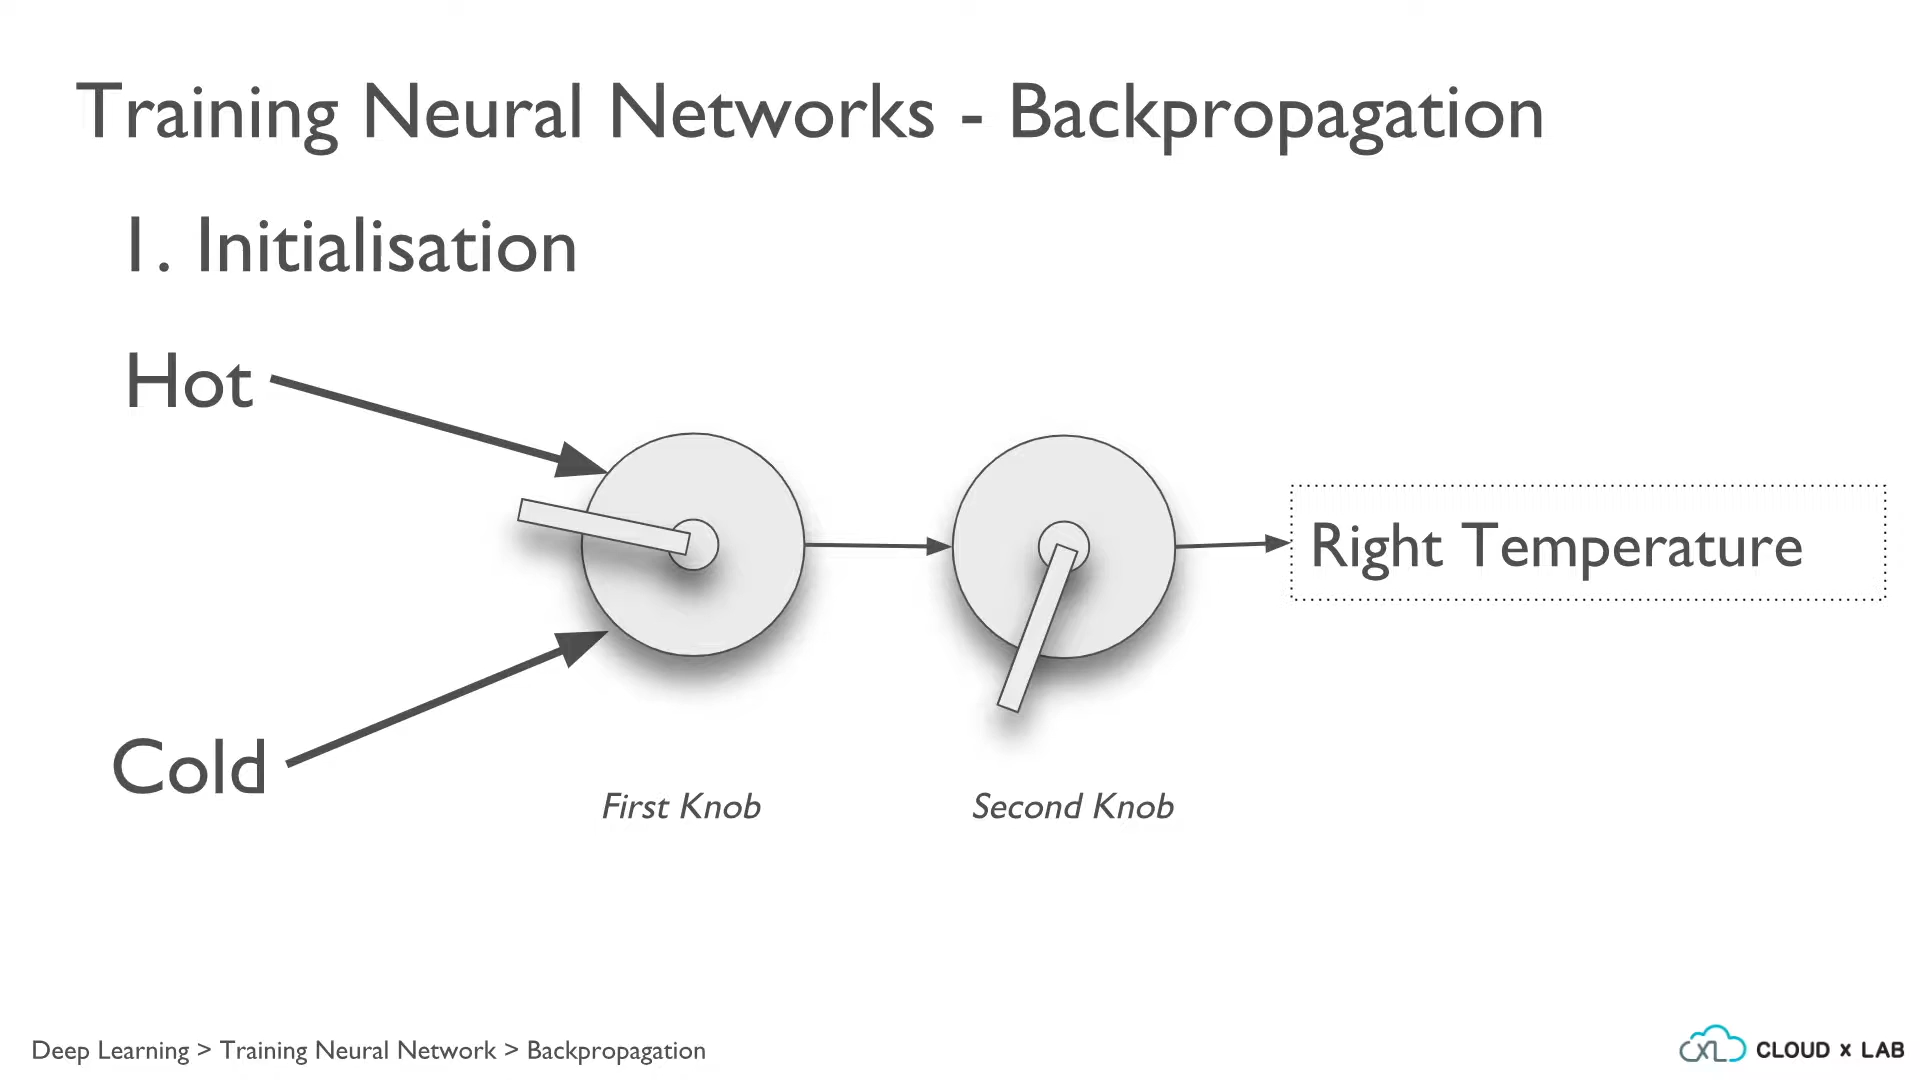 Training Neural Networks - Backpropagation
1. Initialisation
Hot
Right Temperature
Cold
First Knob
Second Knob
Deep Learning > Training Neural Network > Backpropagation
CXL CLOUD x LAB